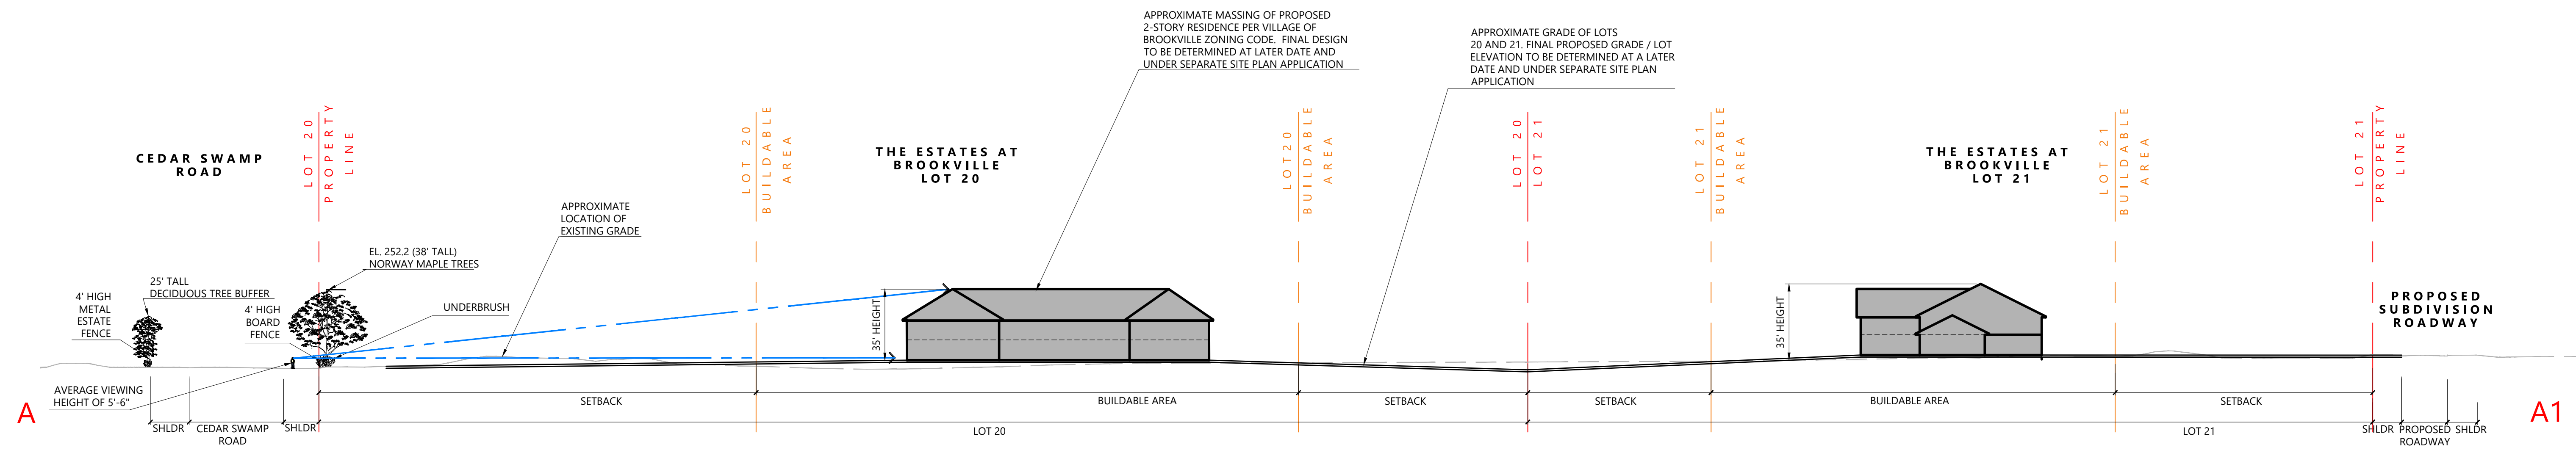 APPROXIMATE MASSING OF PROPOSED
2-STORY RESIDENCE PER VILLAGE OF
BROOKVILLE ZONING CODE. FINAL DESIGN
TO BE DETERMINED AT LATER DATE AND
UNDER SEPARATE SITE PLAN APPLICATION
APPROXIMATE GRADE OF LOTS
20 AND 21. FINAL PROPOSED GRADE / LOT
ELEVATION TO BE DETERMINED AT A LATER
DATE AND UNDER SEPARATE SITE PLAN
APPLICATION
CEDAR SWAMP
ROAD
LOT 20
PROPERTY
LINE
LOT 20
BUILDABLE
AREA
THE ESTATES AT
BROOKVILLE
LOT 20
LOT20
BUILDABLE
AREA
LOT 20
LOT 21
LOT 21
BUILDABLE
AREA
THE ESTATES AT
BROOKVILLE
LOT 21
LOT 21
BUILDABLE
AREA
LOT 21
PROPERTY
LINE
APPROXIMATE
LOCATION OF
EXISTING GRADE
EL. 252.2 (38' TALL)
NORWAY MAPLE TREES
25' TALL
DECIDUOUS TREE BUFFER
4' HIGH
METAL
ESTATE
FENCE
4' HIGH
BOARD
FENCE
UNDERBRUSH
35' HEIGHT
35' HEIGHT
PROPOSED
SUBDIVISION
ROADWAY
AVERAGE VIEWING
HEIGHT OF 5'-6"
A
A1
SETBACK
BUILDABLE AREA
SETBACK
SETBACK
BUILDABLE AREA
SETBACK
SHLDR
CEDAR SWAMP
ROAD
SHLDR
LOT 20
LOT 21
SHLDR
PROPOSED
ROADWAY
SHLDR